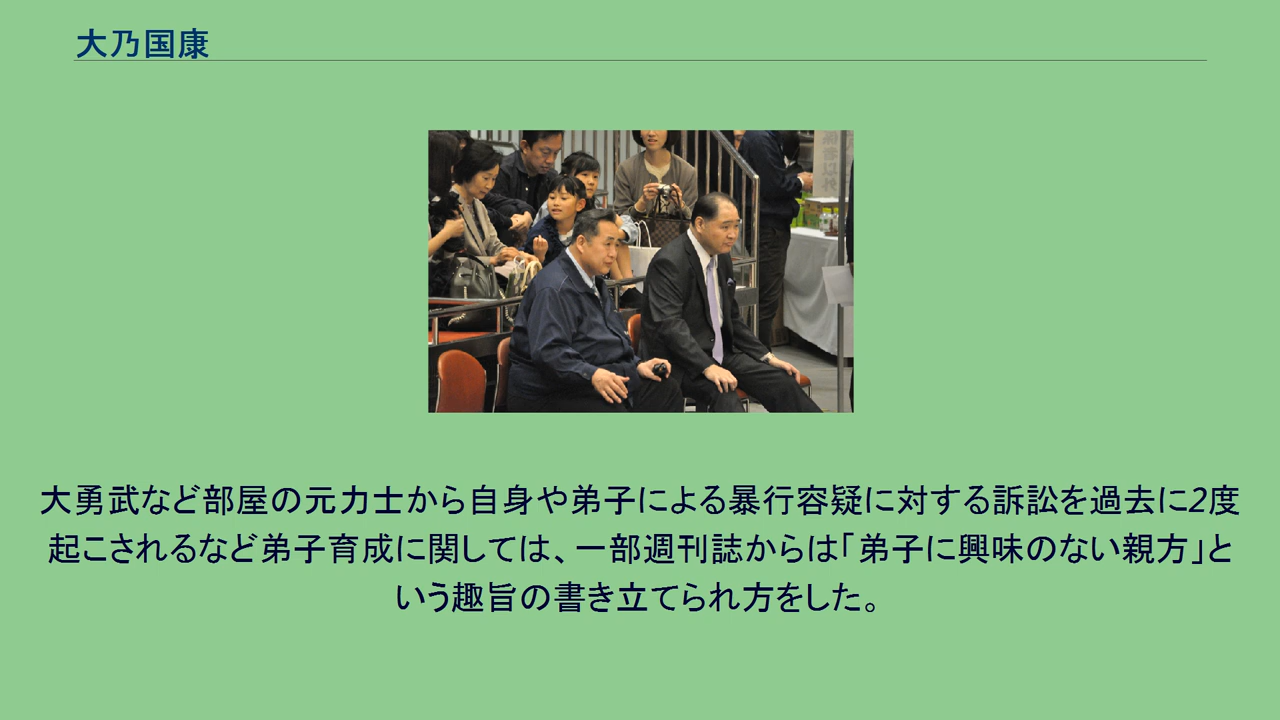 大乃国康
係者以外
大勇武など部屋の元力士から自身や弟子による暴行容疑に対する訴訟を過去に2度
起こされるなど弟子育成に関しては、一部週刊誌からは「弟子に興味のない親方」と
いう趣旨の書き立てられ方をした。